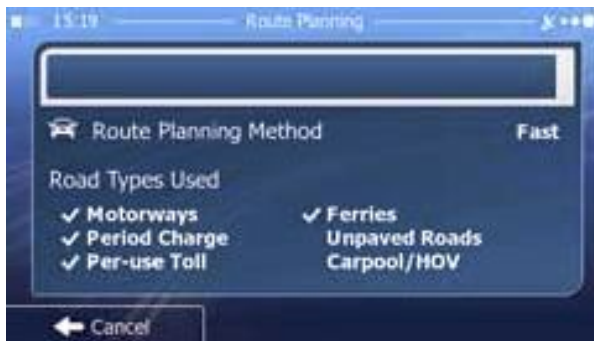 15:19 Route Planning
Route Planning Method Fast
Road Types Used
Motorways Ferries
Period Charge Unpaved Roads
Per-use Toll Carpool/HOV
Cancel